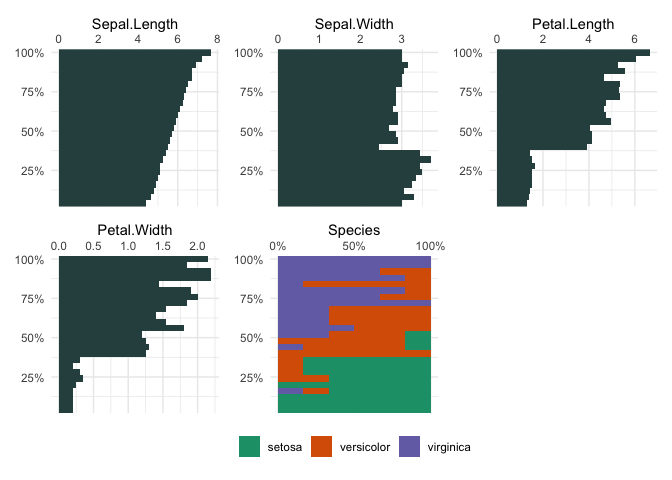 Sepal.Length Sepal.Width Petal.Length
0 2 4 6 8 0 1 2 3 0 2 4 6
100% 100% 100%
75% 75% 75%
50% 50% 50%
25% 25% 25%
Petal.Width Species
0.0 0.5 1.0 1.5 2.0 0% 50% 100%
100% 100%
75% 75%
50% 50%
25% 25%
setosa versicolor virginica